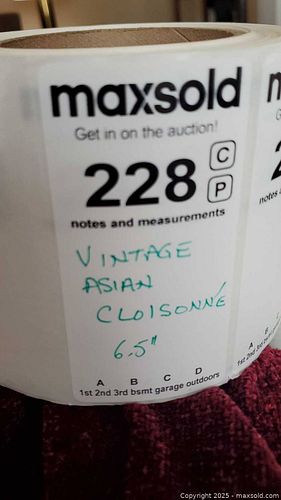 maxsold
Get in on the auction!
228 C
P
notes and measurements
VINTAGE
ASIAN
CLOISONNÉ
6.5"
A B C D
1st 2nd 3rd bsmt garage outdoors
Copyright 2025 - maxsold.com